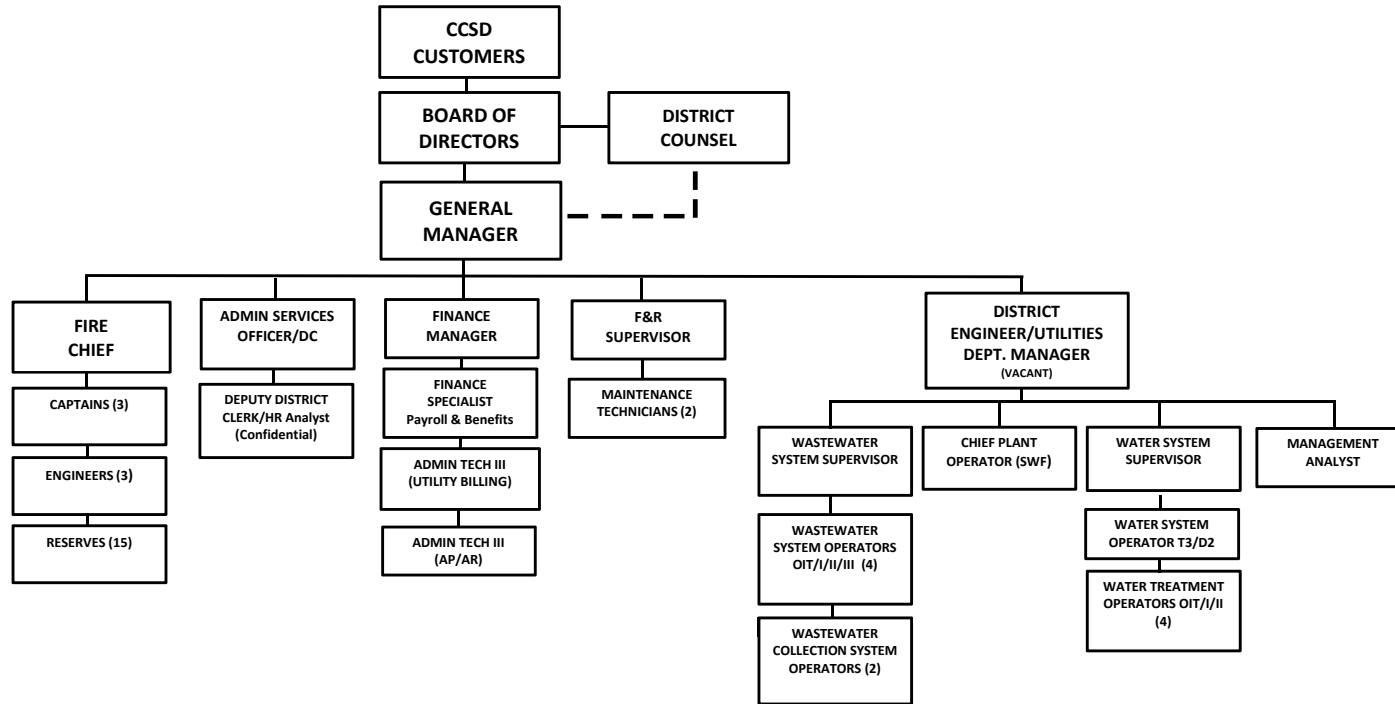 CCSD
CUSTOMERS
BOARD OF
DIRECTORS
DISTRICT
COUNSEL
GENERAL
MANAGER
FIRE
CHIEF
CAPTAINS (3)
ENGINEERS (3)
RESERVES (15)
ADMIN SERVICES
OFFICER/DC
DEPUTY DISTRICT
CLERK/HR Analyst
(Confidential)
FINANCE
MANAGER
FINANCE
SPECIALIST
Payroll & Benefits
ADMIN TECH III
(UTILITY BILLING)
ADMIN TECH III
(AP/AR)
F&R
SUPERVISOR
MAINTENANCE
TECHNICIANS (2)
DISTRICT
ENGINEER/UTILITIES
DEPT. MANAGER
(VACANT)
WASTEWATER
SYSTEM SUPERVISOR
WASTEWATER
SYSTEM OPERATORS
OIT/I/II/III (4)
WASTEWATER
COLLECTION SYSTEM
OPERATORS (2)
CHIEF PLANT
OPERATOR (SWF)
WATER SYSTEM
SUPERVISOR
WATER SYSTEM
OPERATOR T3/D2
WATER TREATMENT
OPERATORS OIT/I/II
(4)
MANAGEMENT
ANALYST